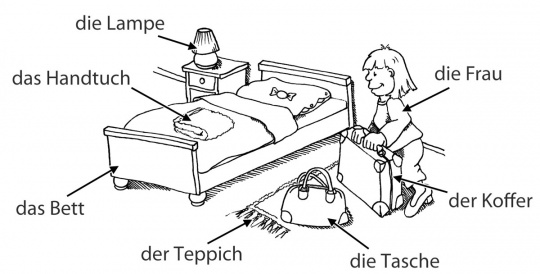 die Lampe
das Handtuch
die Frau
das Bett
der Koffer
der Teppich
die Tasche